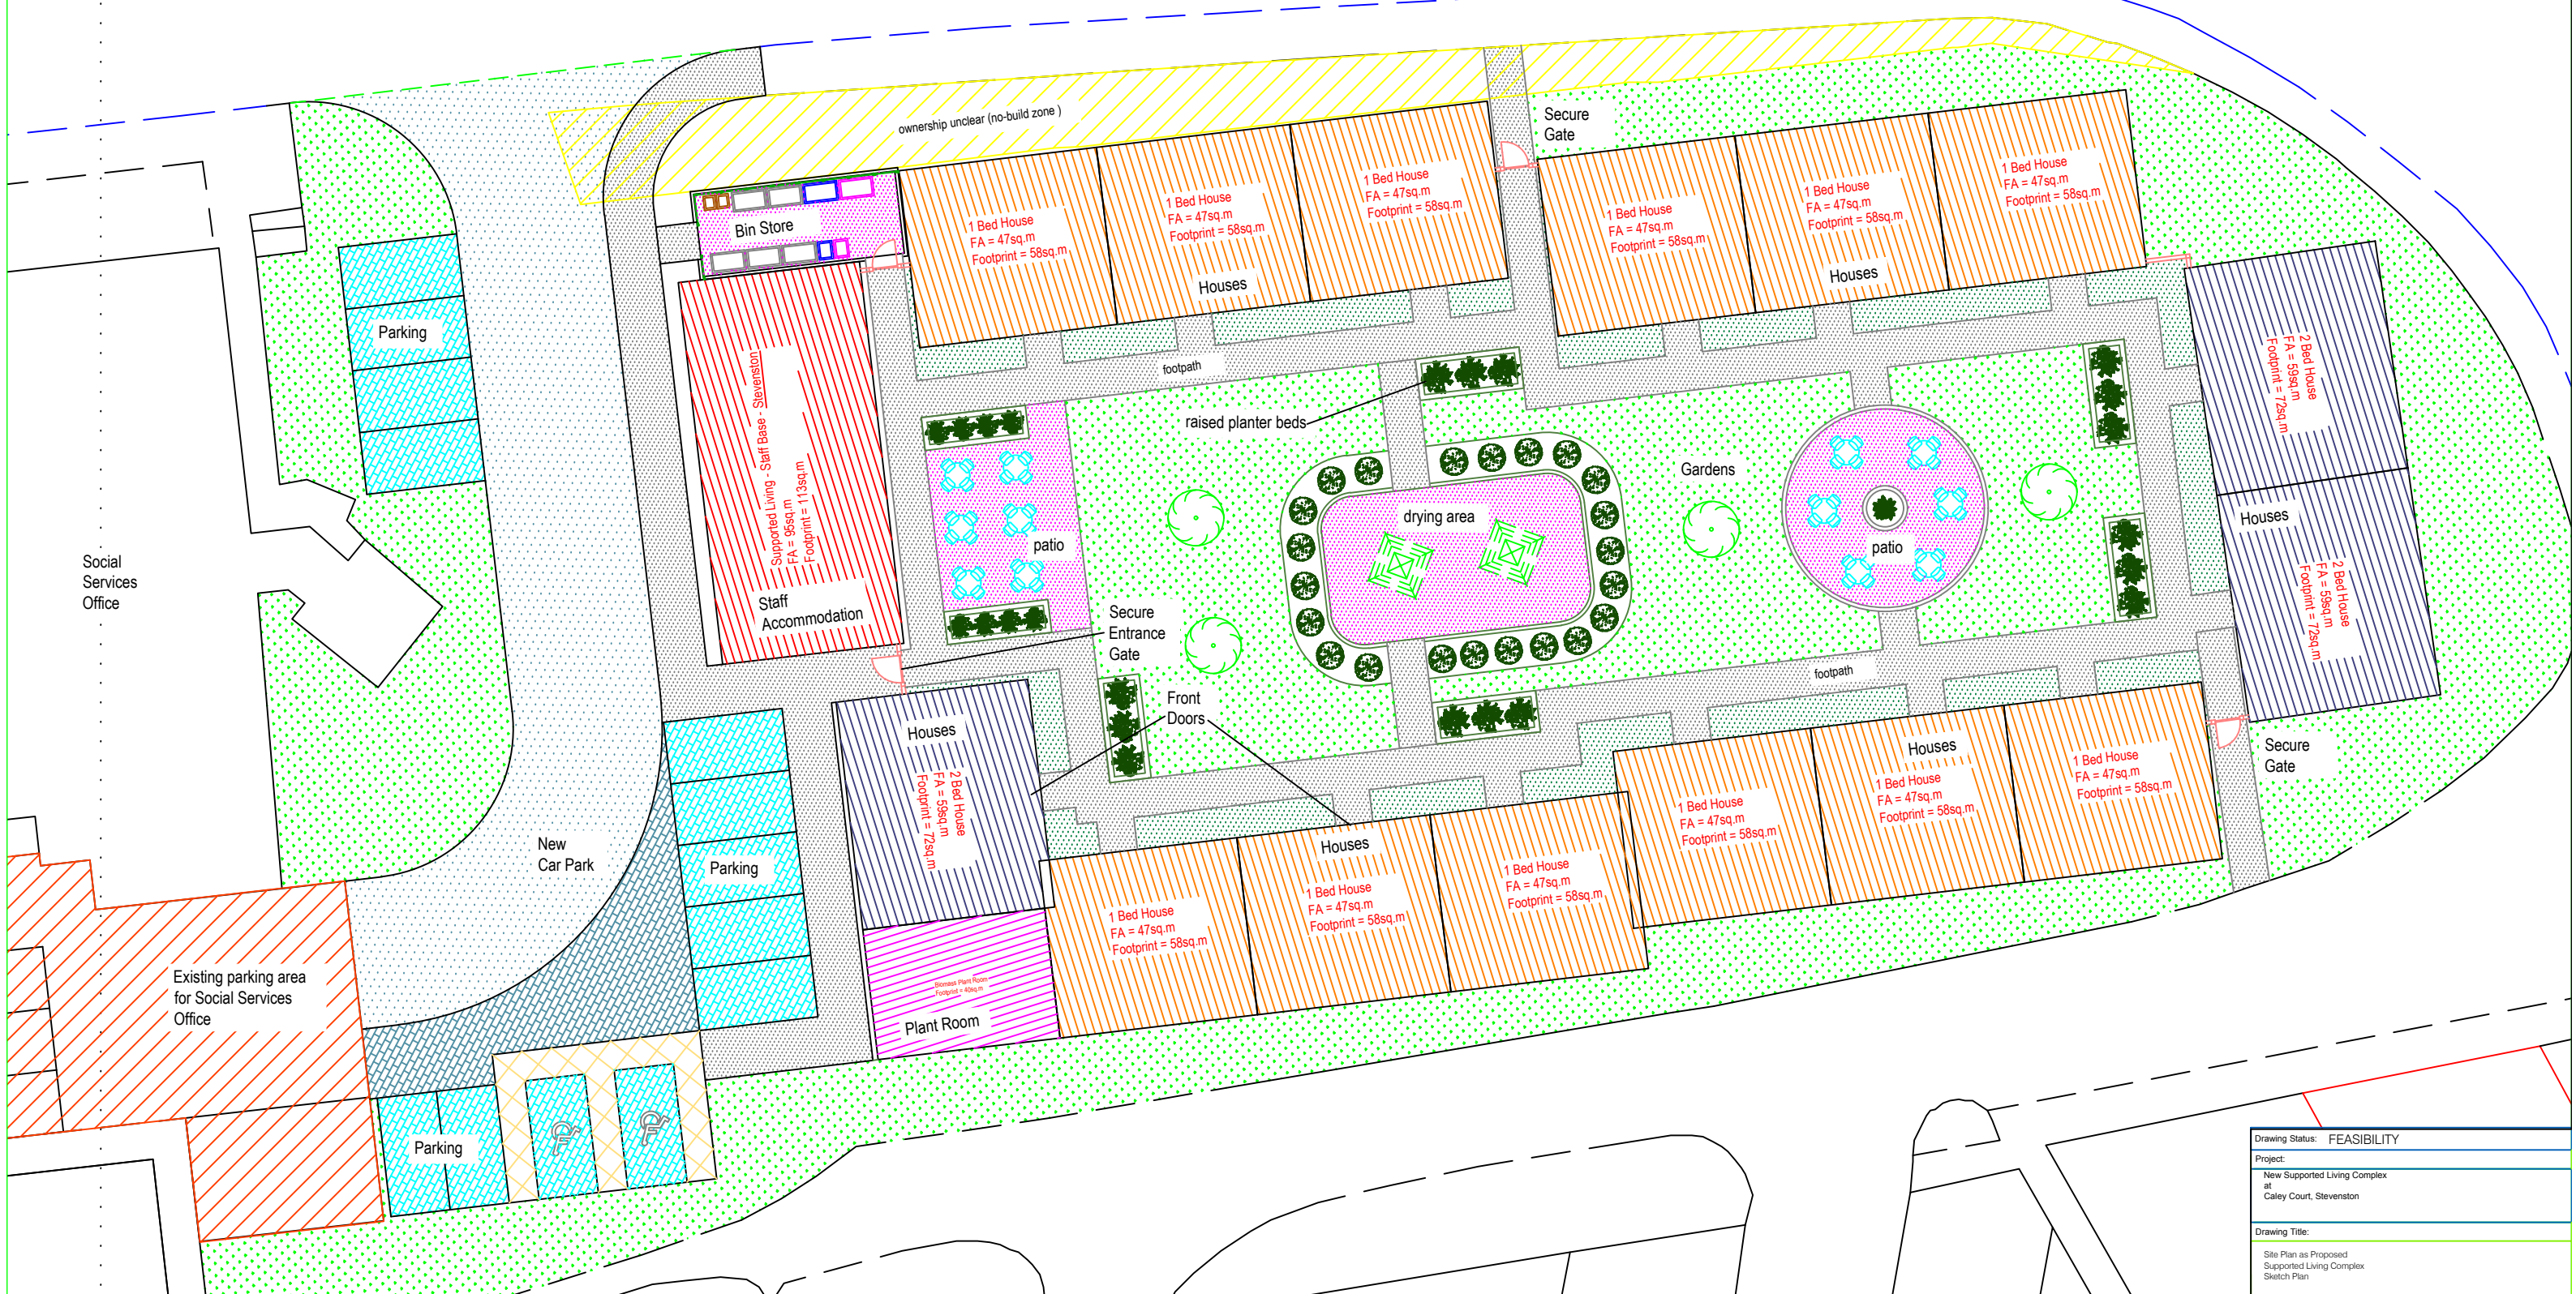 ownership unclear (no-build zone )
Secure
Gate
Bin Store
1 Bed House
FA = 47sq.m
Footprint = 58sq.m
1 Bed House
FA = 47sq.m
Footprint = 58sq.m
1 Bed House
FA = 47sq.m
Footprint = 58sq.m
Houses
1 Bed House
FA = 47sq.m
Footprint = 58sq.m
1 Bed House
FA = 47sq.m
Footprint = 58sq.m
1 Bed House
FA = 47sq.m
Footprint = 58sq.m
Houses
Parking
footpath
2 Bed House
FA = 59sq.m
Footprint = 72sq.m
Houses
2 Bed House
FA = 59sq.m
Footprint = 72sq.m
Supported Living - Staff Base - Stevenston
FA = 95sq.m
Footprint = 113sq.m
Staff
Accommodation
raised planter beds
Gardens
drying area
patio
patio
Social
Services
Office
Secure
Entrance
Gate
Front
Doors
footpath
Houses
2 Bed House
FA = 59sq.m
Footprint = 72sq.m
Houses
1 Bed House
FA = 47sq.m
Footprint = 58sq.m
1 Bed House
FA = 47sq.m
Footprint = 58sq.m
1 Bed House
FA = 47sq.m
Footprint = 58sq.m
Secure
Gate
New
Car Park
Parking
Houses
1 Bed House
FA = 47sq.m
Footprint = 58sq.m
1 Bed House
FA = 47sq.m
Footprint = 58sq.m
1 Bed House
FA = 47sq.m
Footprint = 58sq.m
Existing parking area
for Social Services
Office
Biomass Plant Room
Footprint = 40sq.m
Plant Room
Parking
Drawing Status: FEASIBILITY
Project:
New Supported Living Complex
at
Caley Court, Stevenston
Drawing Title:
Site Plan as Proposed
Supported Living Complex
Sketch Plan